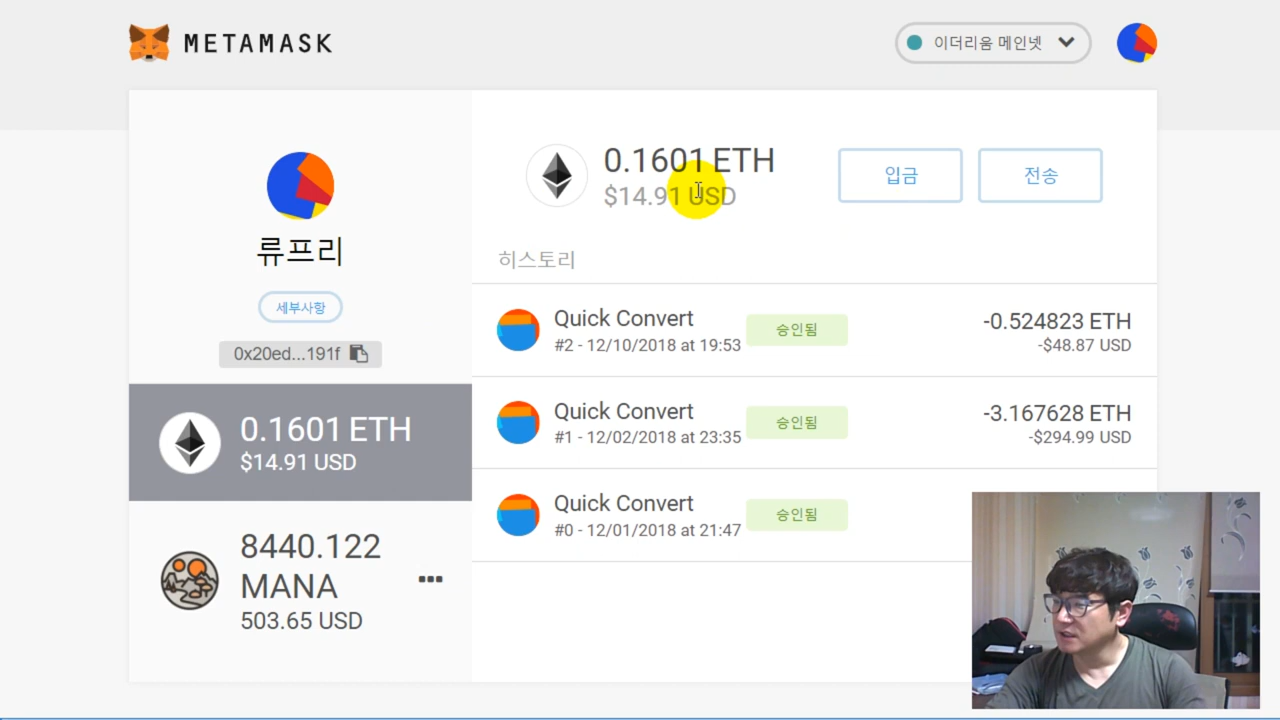 METAMASK
이더리움 메인넷
류프리
세부사항
0x20ed...191f
0.1601 ETH
$14.91 USD
8440.122
MANA
503.65 USD
0.1601 ETH
$14.91 USD
입금
전송
히스토리
Quick Convert
#2 - 12/10/2018 at 19:53
승인됨
-0.524823 ETH
-$48.87 USD
Quick Convert
#1 - 12/02/2018 at 23:35
승인됨
-3.167628 ETH
-$294.99 USD
Quick Convert
#0 - 12/01/2018 at 21:47
승인됨